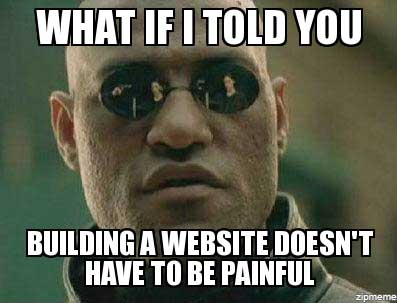 WHAT IF I TOLD YOU
BUILDING A WEBSITE DOESN'T
HAVE TO BE PAINFUL
zipmeme